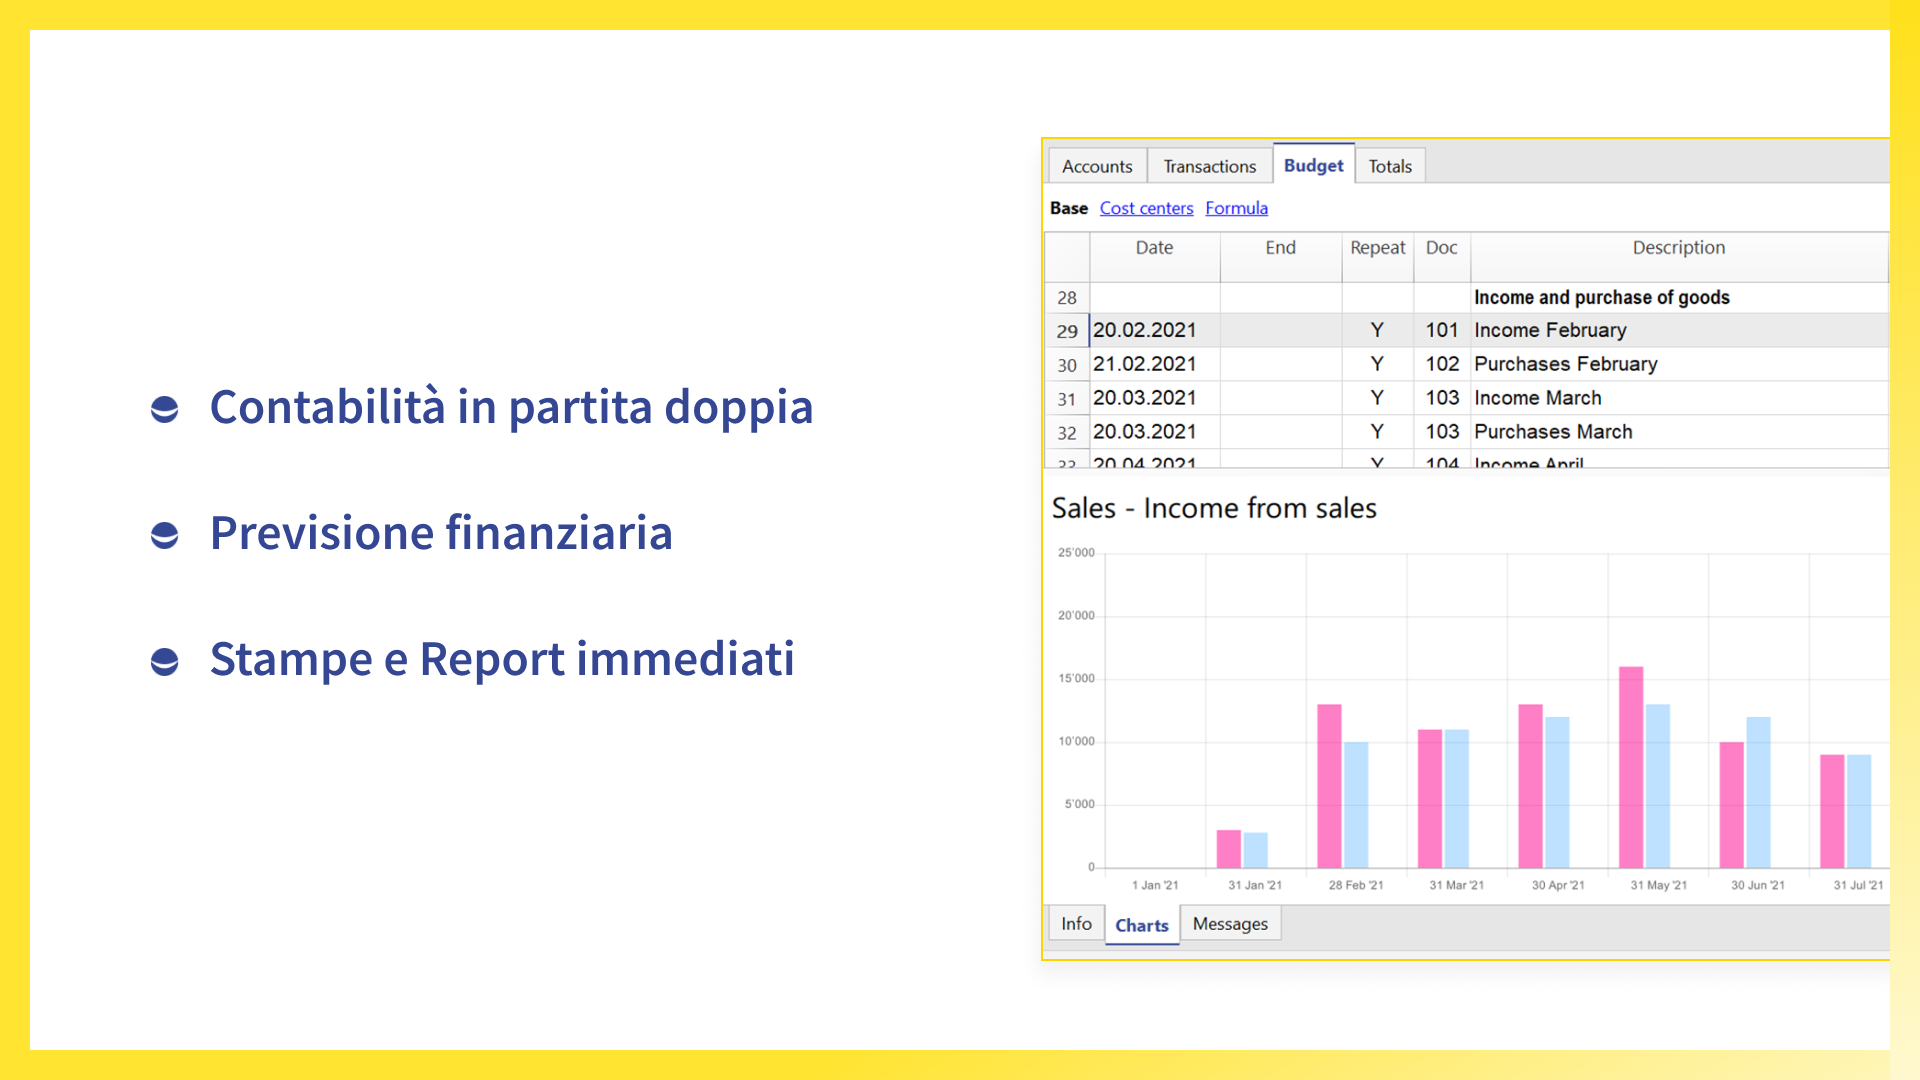 Contabilità in partita doppia
Previsione finanziaria
Stampe e Report immediati
Accounts Transactions Budget Totals
Base Cost centers Formula
Date End Repeat Doc Description
28 Income and purchase of goods
29 20.02.2021 Y 101 Income February
30 21.02.2021 Y 102 Purchases February
31 20.03.2021 Y 103 Income March
32 20.03.2021 Y 103 Purchases March
33 20.04.2021 Y 104 Income April
Sales - Income from sales
25'000
20'000
15'000
10'000
5'000
0
1 Jan '21 31 Jan '21 28 Feb '21 31 Mar '21 30 Apr '21 31 May '21 30 Jun '21 31 Jul '21
Info Charts Messages